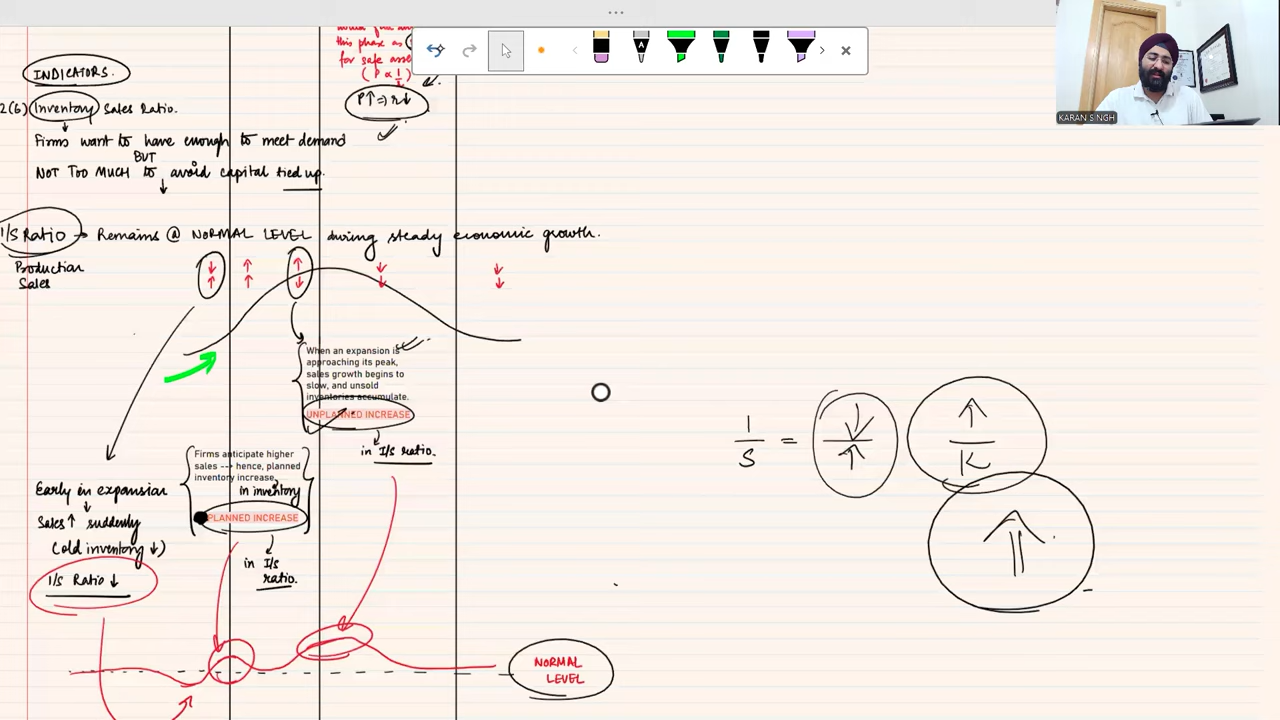 this phase as
for safe asse
(P ∝ 1/r)
P↑ => r↓
INDICATORS.
2(6) Inventory Sales Ratio.
Firms want to have enough to meet demand
BUT
NOT TOO MUCH to avoid capital tied up.
I/S Ratio → Remains @ NORMAL LEVEL during steady economic growth.
Production ↓ ↑ ↑ ↓ ↓
Sales ↑ ↑ ↓ ↓ ↓
When an expansion is
approaching its peak,
sales growth begins to
slow, and unsold
inventories accumulate.
UNPLANNED INCREASE
in I/S ratio.
Firms anticipate higher
sales --> hence, planned
inventory increase.
in inventory
PLANNED INCREASE
in I/S
ratio.
Early in expansion
Sales ↑ suddenly
(old inventory ↓)
I/S Ratio ↓
NORMAL
LEVEL
I/S = ↓/↑ ↑/K
⇑
KARAN SINGH